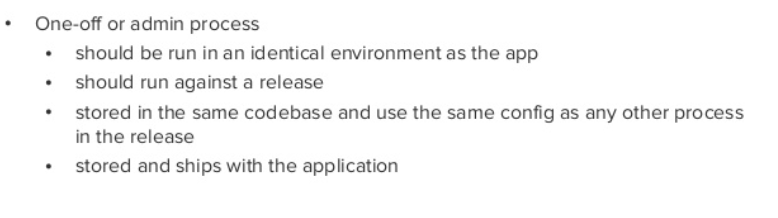 • One-off or admin process
• should be run in an identical environment as the app
• should run against a release
• stored in the same codebase and use the same config as any other process
in the release
• stored and ships with the application